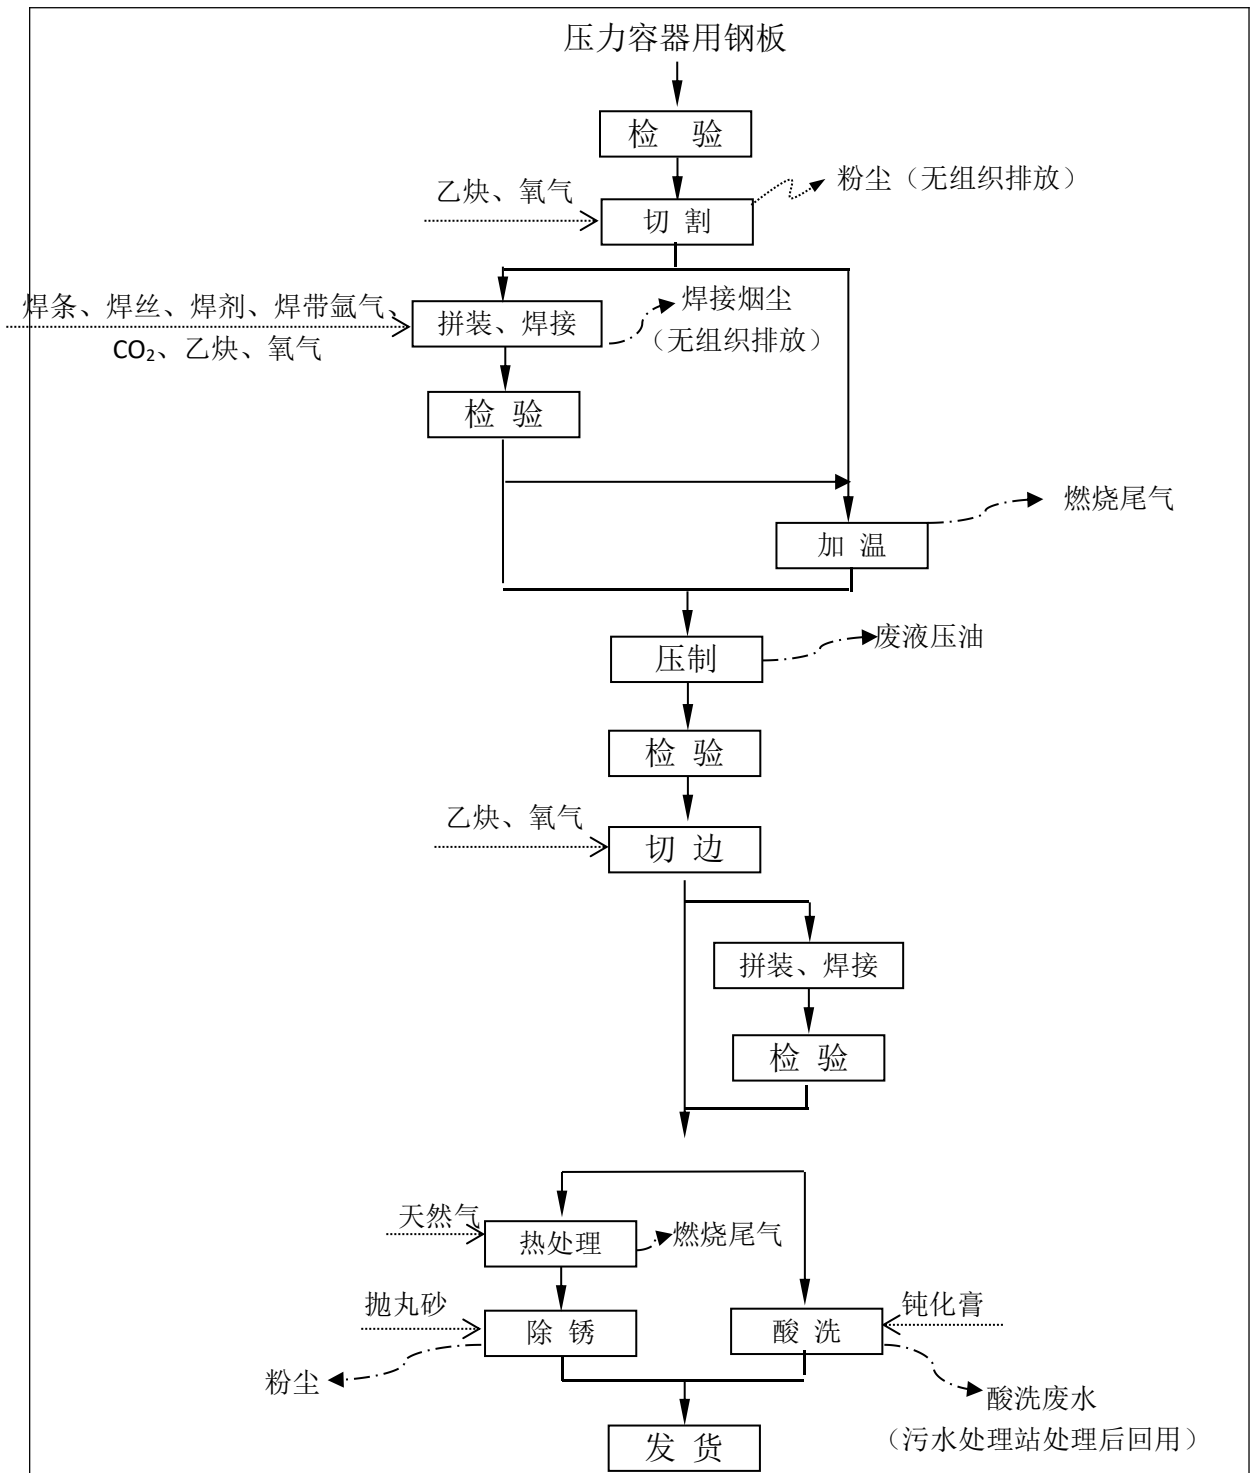 压力容器用钢板
检 验
乙炔、氧气
粉尘（无组织排放）
切 割
焊条、焊丝、焊剂、焊带氩气、
CO₂、乙炔、氧气
拼装、焊接
焊接烟尘
（无组织排放）
检 验
燃烧尾气
加 温
废液压油
压制
检 验
乙炔、氧气
切 边
拼装、焊接
检 验
天然气
热处理
燃烧尾气
抛丸砂
除 锈
酸 洗
钝化膏
粉尘
酸洗废水
（污水处理站处理后回用）
发 货